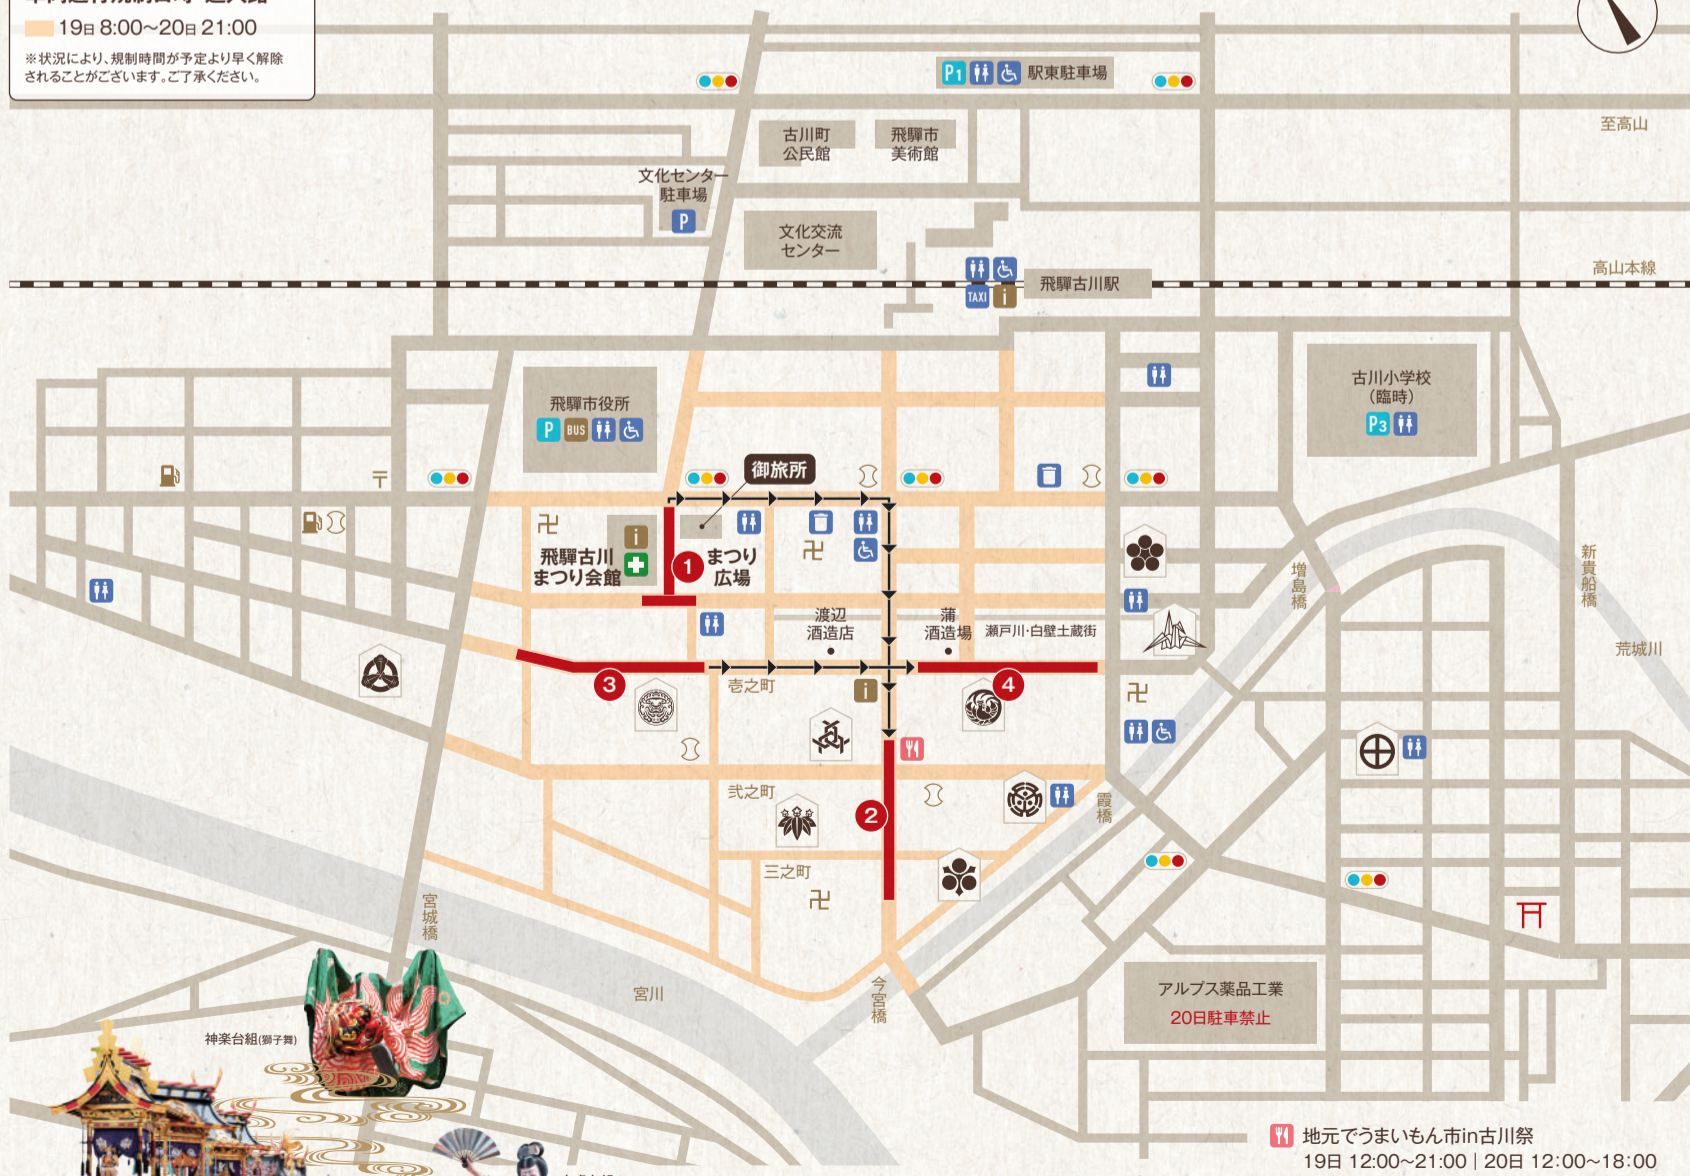 19日 8:00〜20日 21:00
※状況により、規制時間が予定より早く解除
されることがございます。ご了承ください。
P1
駅東駐車場
至高山
古川町
公民館
飛騨市
美術館
文化センター
駐車場
P
文化交流
センター
高山本線
飛騨古川駅
TAXI
i
飛騨市役所
P
BUS
古川小学校
（臨時）
P3
御旅所
i
飛騨古川
まつり会館
1
まつり
広場
増島橋
新貴船橋
渡辺
酒造店
蒲
酒造場
瀬戸川・白壁土蔵街
荒城川
3
壱之町
i
4
弐之町
2
霞橋
三之町
宮城橋
宮川
今宮橋
アルプス薬品工業
20日駐車禁止
神楽台組(獅子舞)
地元でうまいもん市in古川祭
19日 12:00〜21:00｜20日 12:00〜18:00